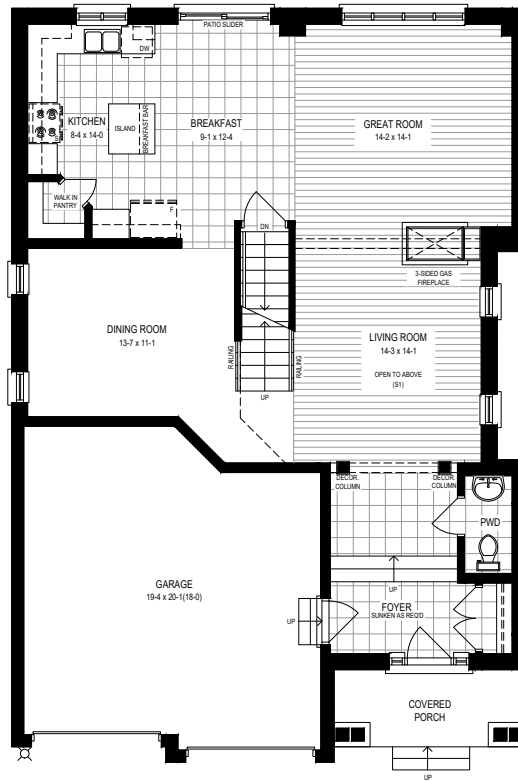 PATIO SLIDER
DW
KITCHEN
8-4 x 14-0
ISLAND
BREAKFAST BAR
BREAKFAST
9-1 x 12-4
GREAT ROOM
14-2 x 14-1
WALK IN
PANTRY
F
DN
3-SIDED GAS
FIREPLACE
DINING ROOM
13-7 x 11-1
RAILING
RAILING
UP
LIVING ROOM
14-3 x 14-1
OPEN TO ABOVE
(S1)
DECOR.
COLUMN
DECOR.
COLUMN
PWD
GARAGE
19-4 x 20-1(18-0)
UP
UP
FOYER
SUNKEN AS REQ'D
COVERED
PORCH
UP